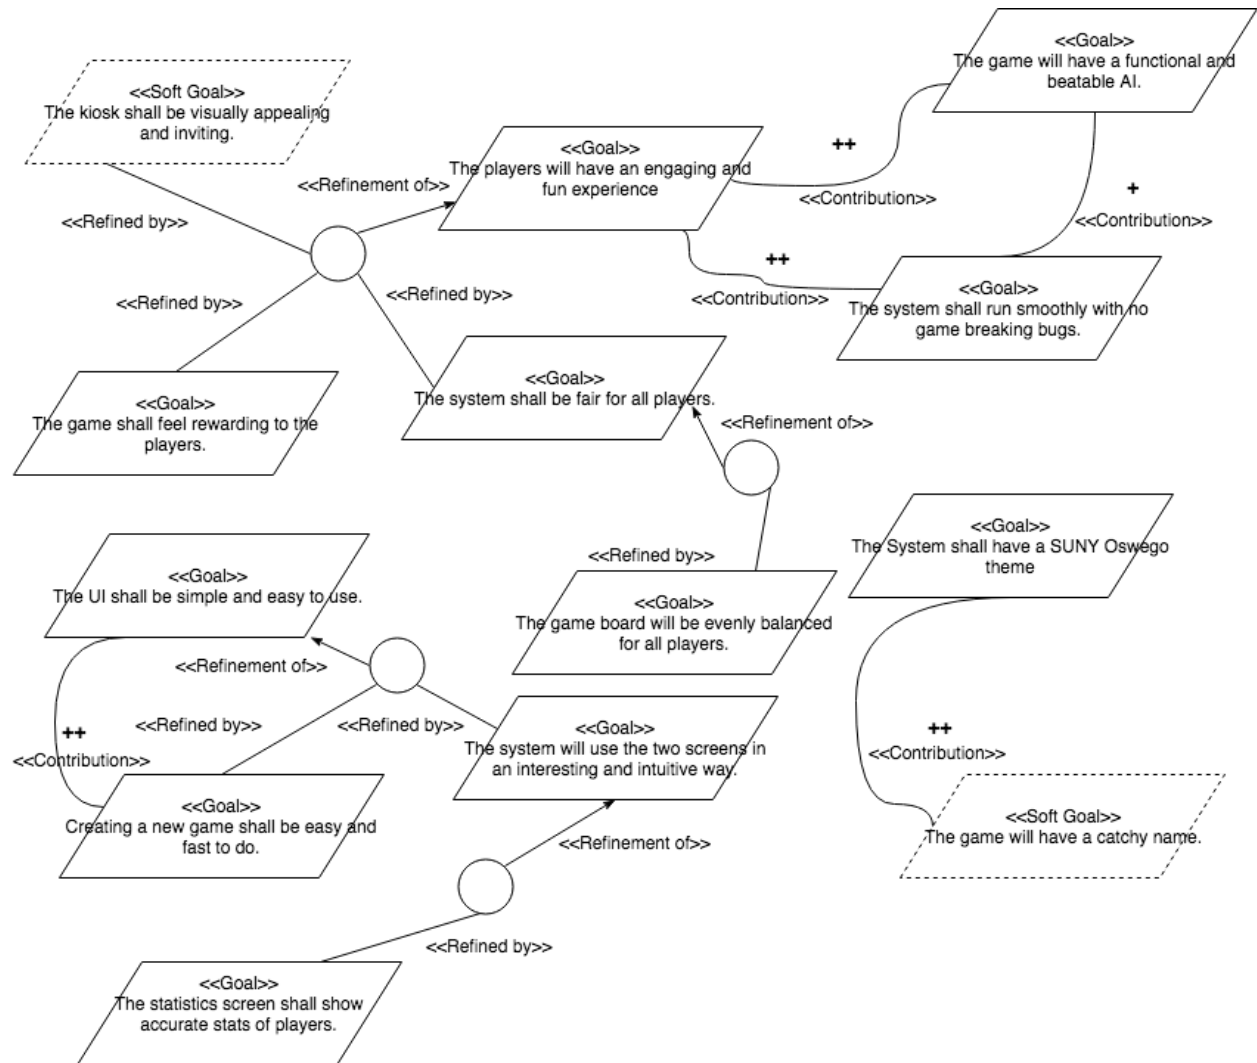 <<Goal>>
The game will have a functional and
beatable AI.
<<Soft Goal>>
The kiosk shall be visually appealing
and inviting.
<<Goal>>
The players will have an engaging and
fun experience
++
<<Refinement of>>
<<Contribution>>
+
<<Contribution>>
<<Refined by>>
++
<<Contribution>>
<<Goal>>
The system shall run smoothly with no
game breaking bugs.
<<Refined by>>
<<Refined by>>
<<Goal>>
The system shall be fair for all players.
<<Goal>>
The game shall feel rewarding to the
players.
<<Refinement of>>
<<Goal>>
The System shall have a SUNY Oswego
theme
<<Refined by>>
<<Goal>>
The UI shall be simple and easy to use.
<<Goal>>
The game board will be evenly balanced
for all players.
<<Refinement of>>
<<Refined by>>
<<Refined by>>
++
<<Contribution>>
<<Goal>>
The system will use the two screens in
an interesting and intuitive way.
++
<<Contribution>>
<<Goal>>
Creating a new game shall be easy and
fast to do.
<<Soft Goal>>
The game will have a catchy name.
<<Refinement of>>
<<Refined by>>
<<Goal>>
The statistics screen shall show
accurate stats of players.